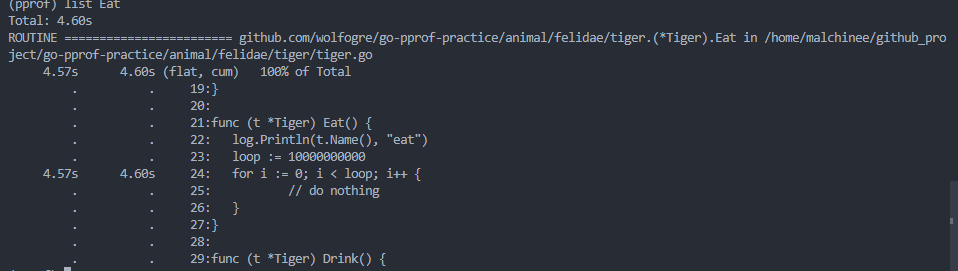 (pprof) list Eat
Total: 4.60s
ROUTINE ======================== github.com/wolfogre/go-pprof-practice/animal/felidae/tiger.(*Tiger).Eat in /home/malchinee/github_pro
ject/go-pprof-practice/animal/felidae/tiger/tiger.go
4.57s 4.60s (flat, cum) 100% of Total
. . 19:}
. . 20:
. . 21:func (t *Tiger) Eat() {
. . 22: log.Println(t.Name(), "eat")
. . 23: loop := 10000000000
4.57s 4.60s 24: for i := 0; i < loop; i++ {
. . 25: // do nothing
. . 26: }
. . 27:}
. . 28:
. . 29:func (t *Tiger) Drink() {